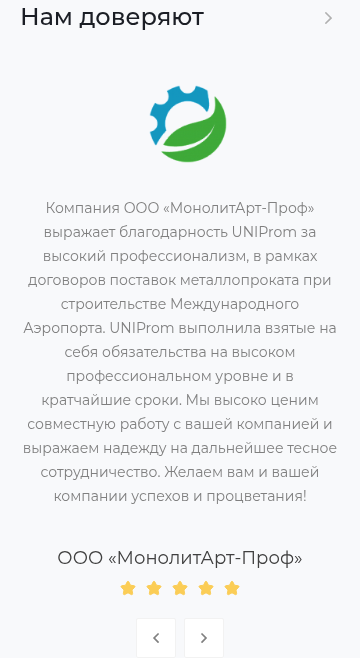 Нам доверяют
Компания ООО «МонолитАрт-Проф»
выражает благодарность UNIProm за
высокий профессионализм, в рамках
договоров поставок металлопроката при
строительстве Международного
Аэропорта. UNIProm выполнила взятые на
себя обязательства на высоком
профессиональном уровне и в
кратчайшие сроки. Мы высоко ценим
совместную работу с вашей компанией и
выражаем надежду на дальнейшее тесное
сотрудничество. Желаем вам и вашей
компании успехов и процветания!
ООО «МонолитАрт-Проф»